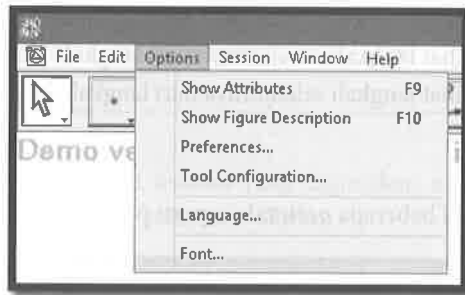 File Edit Options Session Window Help
Show Attributes F9
Show Figure Description F10
Preferences...
Tool Configuration...
Language...
Font...
Demo ve